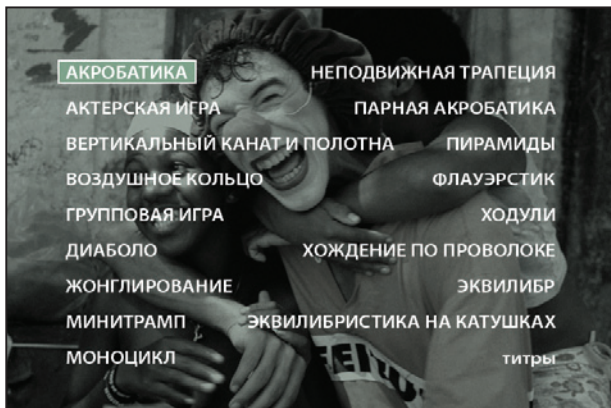 АКРОБАТИКА
АКТЕРСКАЯ ИГРА
ВЕРТИКАЛЬНЫЙ КАНАТ И ПОЛОТНА
ВОЗДУШНОЕ КОЛЬЦО
ГРУППОВАЯ ИГРА
ДИАБОЛО
ЖОНГЛИРОВАНИЕ
МИНИТРАМП
МОНОЦИКЛ
НЕПОДВИЖНАЯ ТРАПЕЦИЯ
ПАРНАЯ АКРОБАТИКА
ПИРАМИДЫ
ФЛАУЭРСТИК
ХОДУЛИ
ХОЖДЕНИЕ ПО ПРОВОЛОКЕ
ЭКВИЛИБР
ЭКВИЛИБРИСТИКА НА КАТУШКАХ
титры